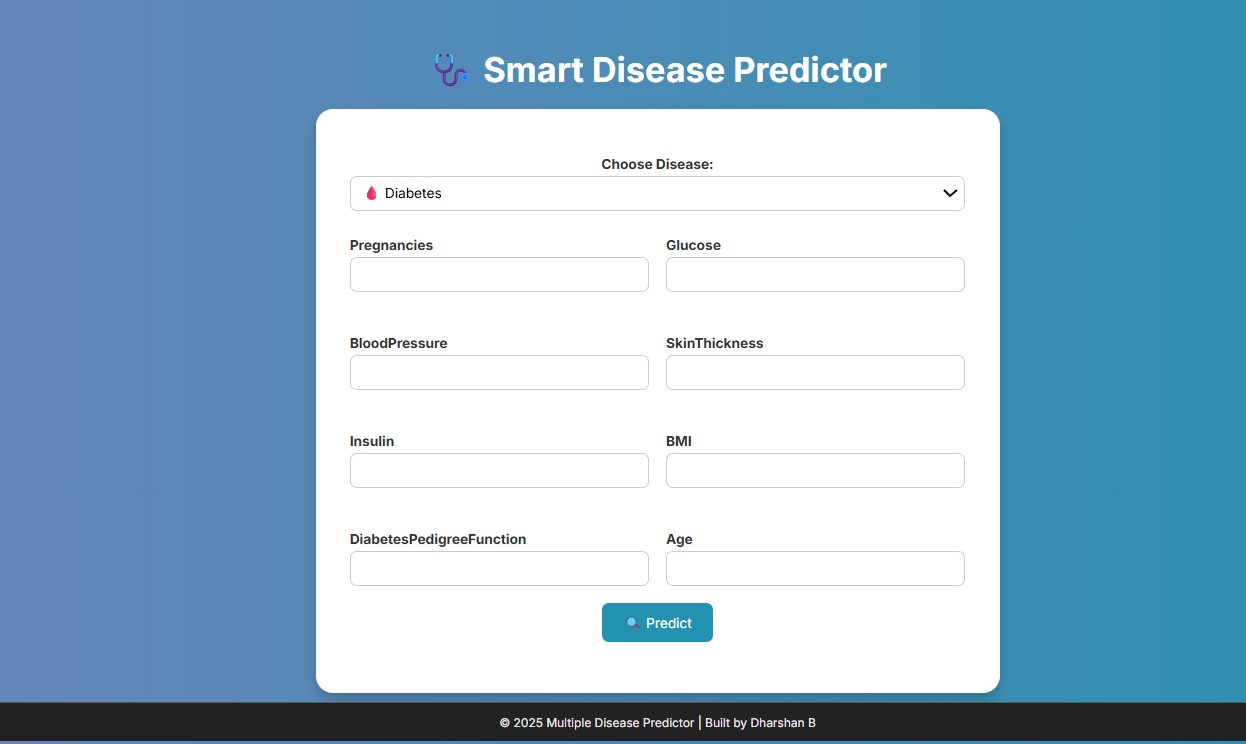 Smart Disease Predictor
Choose Disease:
Diabetes
Pregnancies Glucose
BloodPressure SkinThickness
Insulin BMI
DiabetesPedigreeFunction Age
Predict
© 2025 Multiple Disease Predictor | Built by Dharshan B